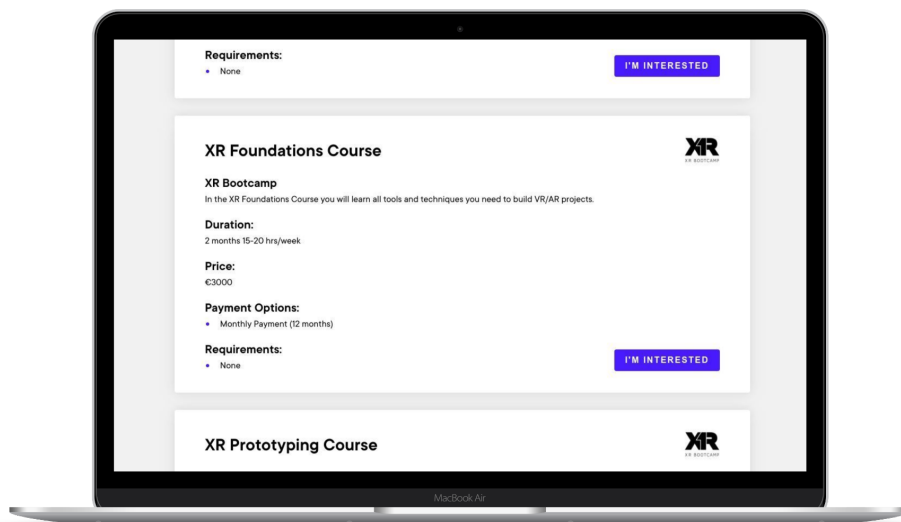 Requirements:
None
I'M INTERESTED
XR Foundations Course
XR
XR BOOTCAMP
XR Bootcamp
In the XR Foundations Course you will learn all tools and techniques you need to build VR/AR projects.
Duration:
2 months 15-20 hrs/week
Price:
€3000
Payment Options:
• Monthly Payment (12 months)
Requirements:
• None
I'M INTERESTED
XR Prototyping Course
XR
XR BOOTCAMP
MacBook Air